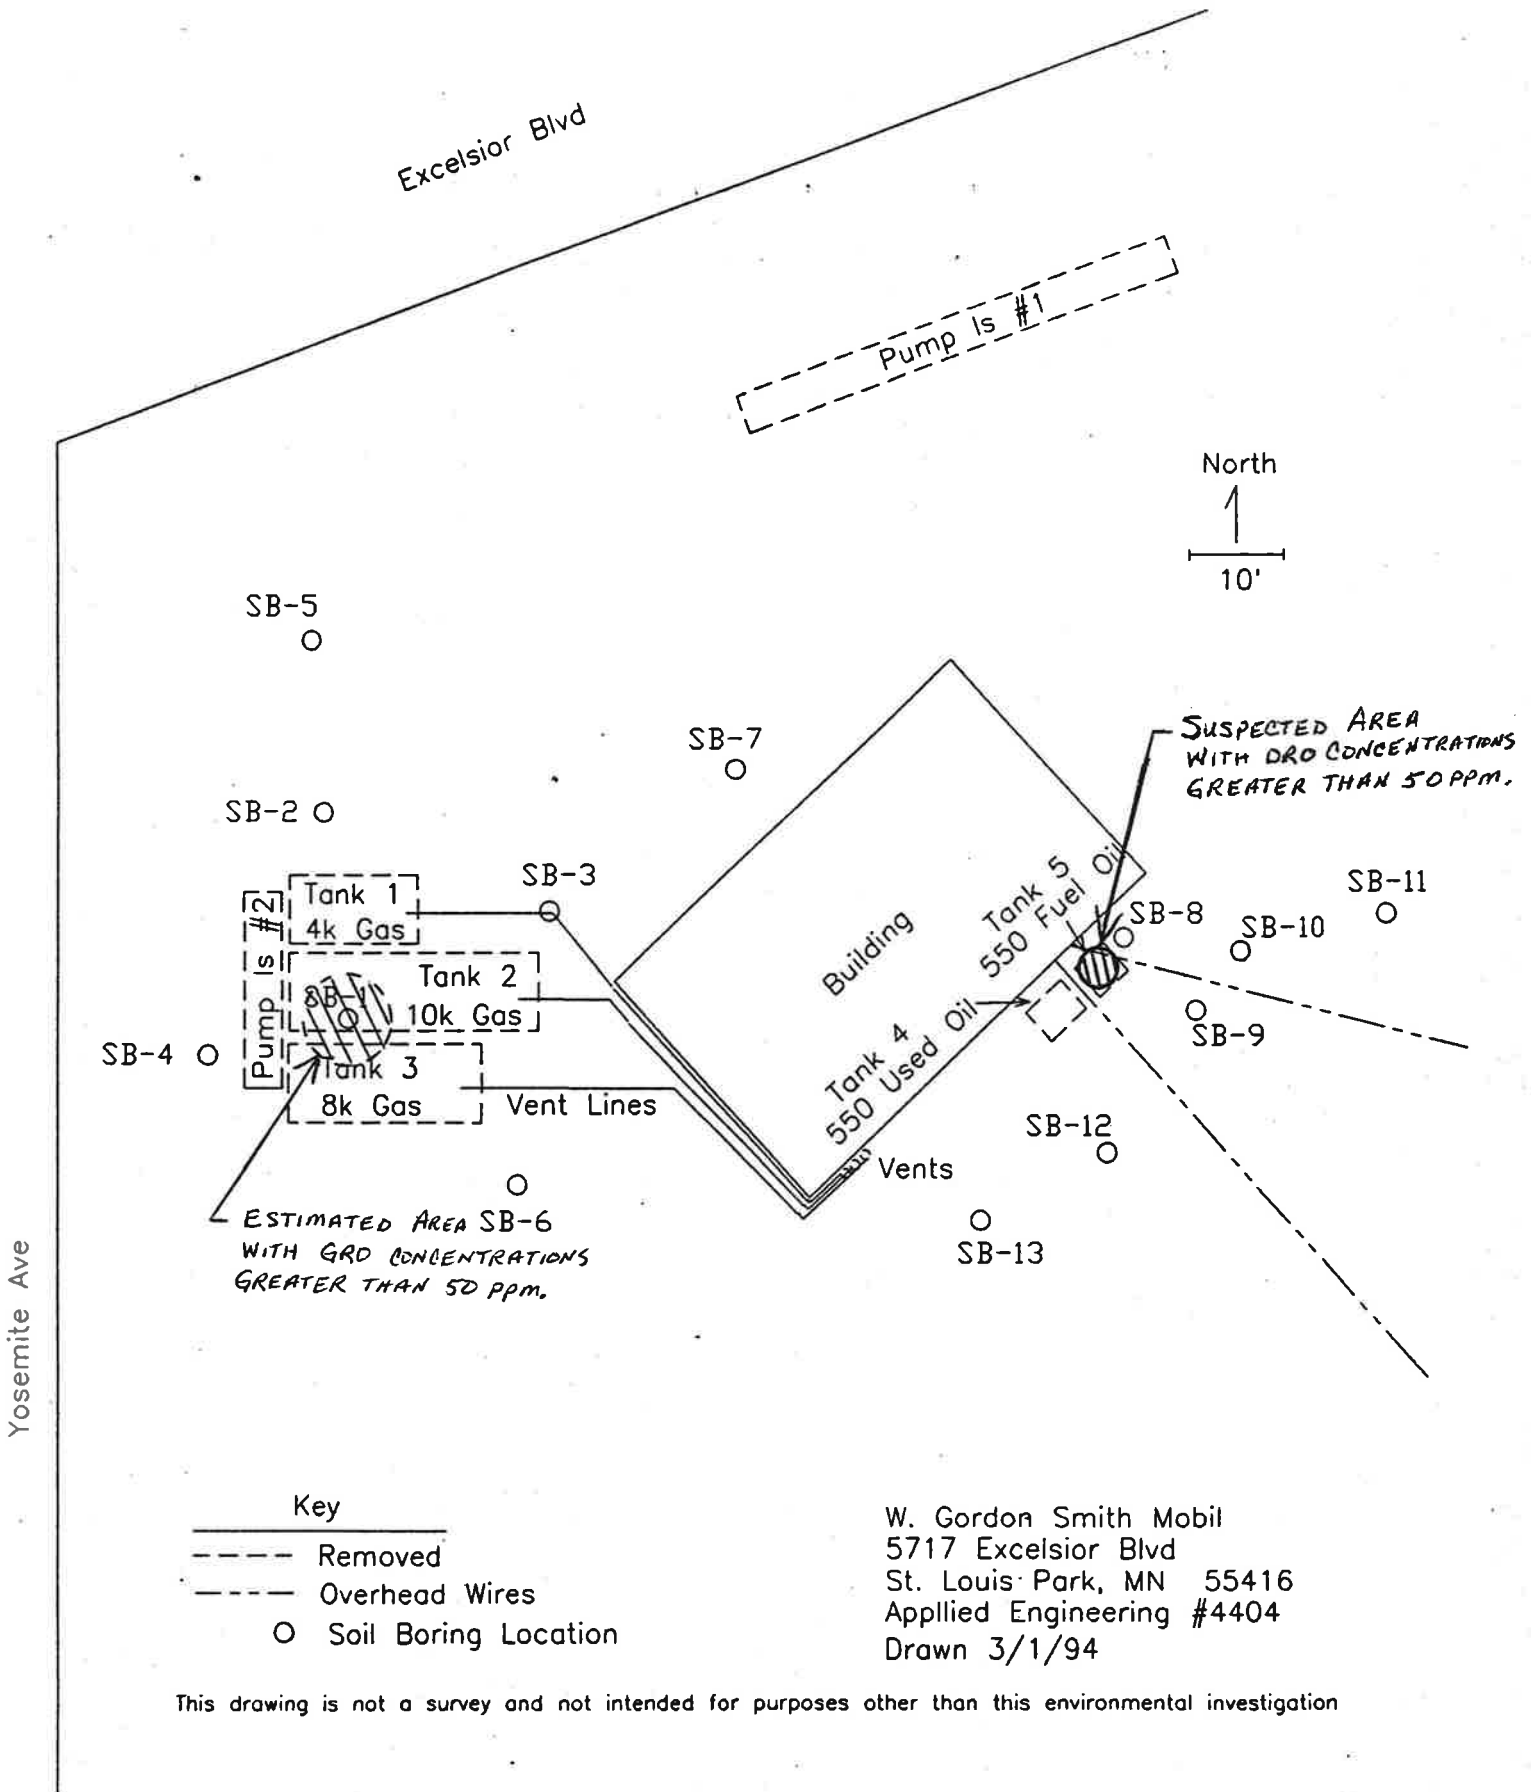 Excelsior Blvd
Pump Is #1
North
10'
SB-5
SB-7
SUSPECTED AREA
WITH DRO CONCENTRATIONS
GREATER THAN 50 PPM.
SB-2
SB-3
Tank 1
4k Gas
Pump Is #2
Tank 2
10k Gas
SB-1
SB-4
Tank 3
8k Gas
Vent Lines
Building
Tank 5
550 Fuel Oil
Tank 4
550 Used Oil
SB-8
SB-10
SB-11
SB-9
SB-12
Vents
SB-13
SB-6
ESTIMATED AREA
WITH GRO CONCENTRATIONS
GREATER THAN 50 PPM.
Yosemite Ave
Key
Removed
Overhead Wires
Soil Boring Location
W. Gordon Smith Mobil
5717 Excelsior Blvd
St. Louis Park, MN 55416
Appllied Engineering #4404
Drawn 3/1/94
This drawing is not a survey and not intended for purposes other than this environmental investigation